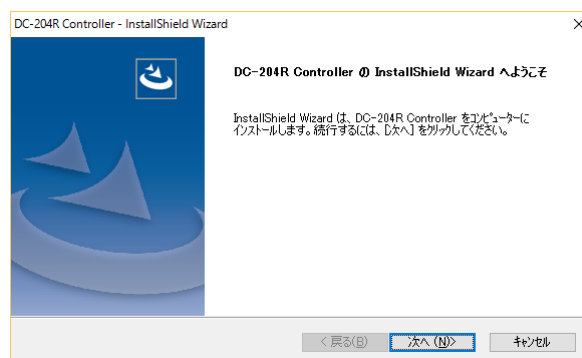 DC-204R Controller - InstallShield Wizard
DC-204R Controller の InstallShield Wizard へようこそ
InstallShield Wizard は、DC-204R Controller をコンピューターに
インストールします。続行するには、[次へ] をクリックしてください。
< 戻る(B)
次へ (N)>
キャンセル